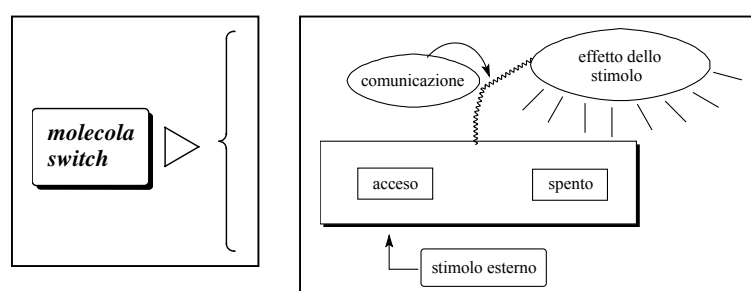 molecola
switch
comunicazione
effetto dello
stimolo
acceso
spento
stimolo esterno